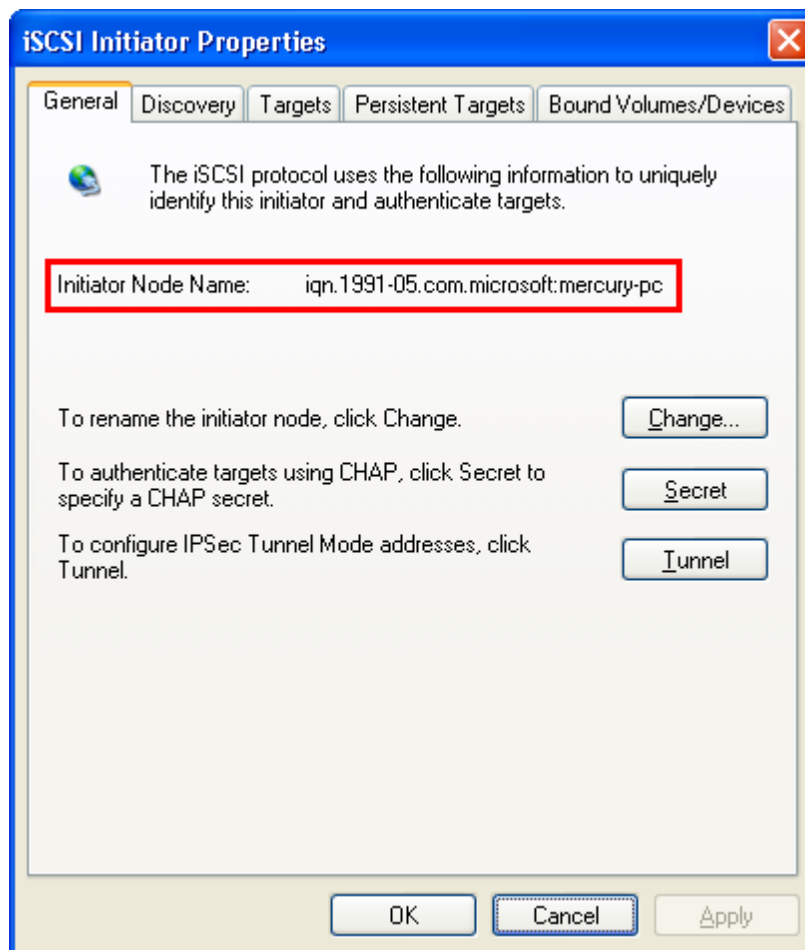 iSCSI Initiator Properties
General Discovery Targets Persistent Targets Bound Volumes/Devices
The iSCSI protocol uses the following information to uniquely
identify this initiator and authenticate targets.
Initiator Node Name: iqn.1991-05.com.microsoft:mercury-pc
To rename the initiator node, click Change.
Change...
To authenticate targets using CHAP, click Secret to
specify a CHAP secret.
Secret
To configure IPSec Tunnel Mode addresses, click
Tunnel.
Tunnel
OK Cancel Apply